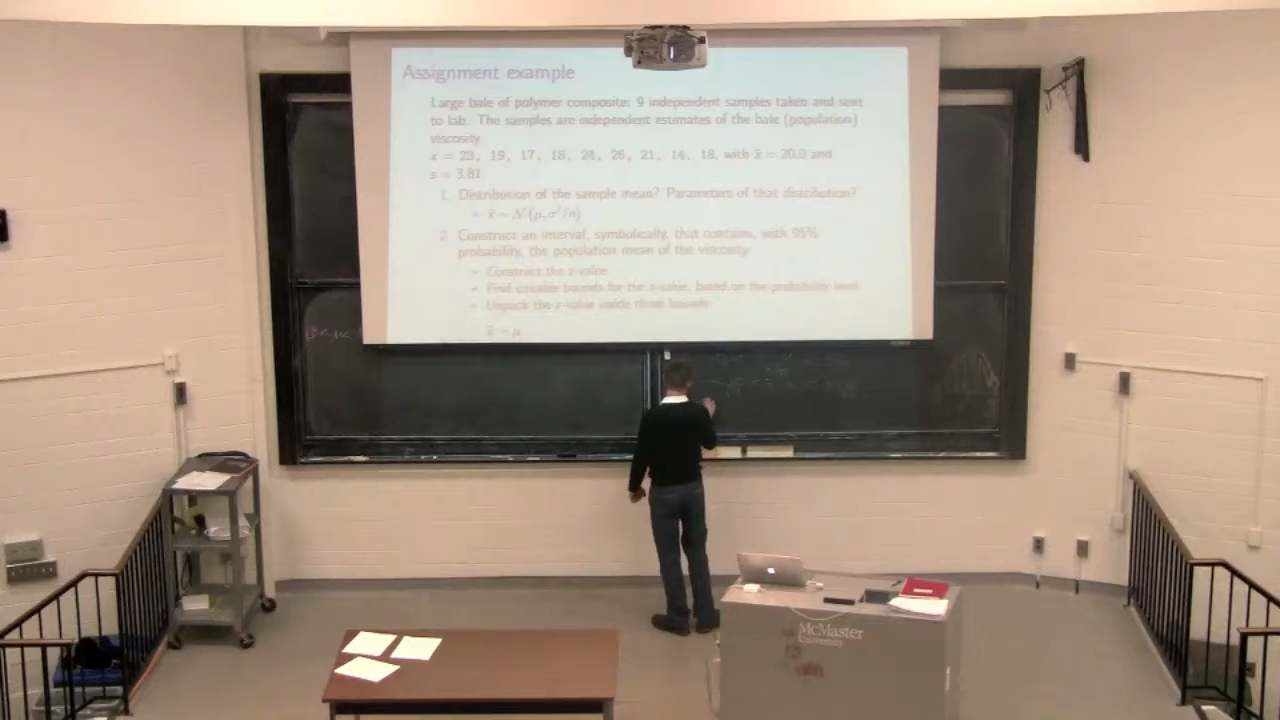 Assignment example
Large bale of polymer composite: 9 independent samples taken and sent
to lab. The samples are independent estimates of the bale (population)
viscosity.
x = 23, 19, 17, 18, 24, 26, 21, 14, 18, with x̄ = 20.0 and
s = 3.81
1. Distribution of the sample mean? Parameters of that distribution?
x̄ ~ N(μ, σ²/n)
2. Construct an interval, symbolically, that contains, with 95%
probability, the population mean of the viscosity.
Construct the z-value
Find suitable bounds for the z-value, based on the probability level.
Unpack the z-value inside those bounds
x̄ − μ
McMaster
University